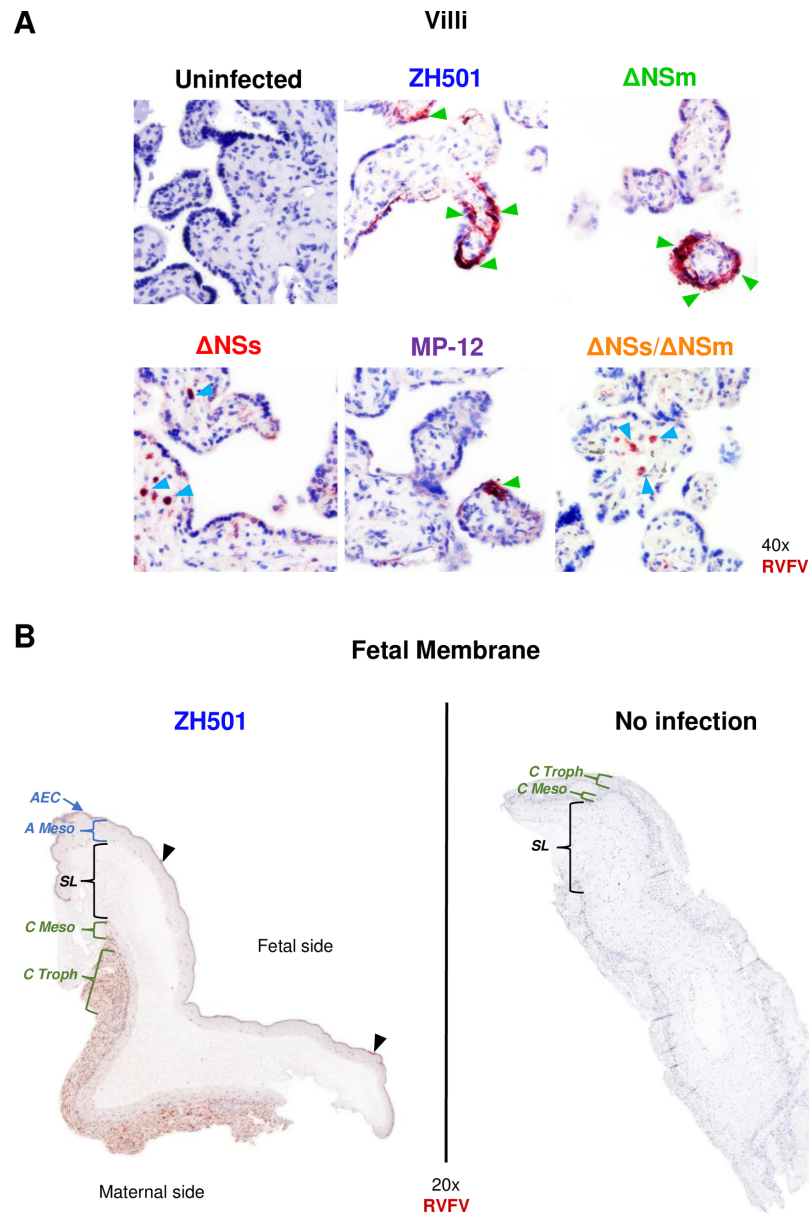 A
Villi
Uninfected
ZH501
ΔNSm
ΔNSs
MP-12
ΔNSs/ΔNSm
40x
RVFV
B
Fetal Membrane
ZH501
No infection
AEC
A Meso
SL
C Meso
C Troph
Fetal side
Maternal side
C Troph
C Meso
SL
20x
RVFV